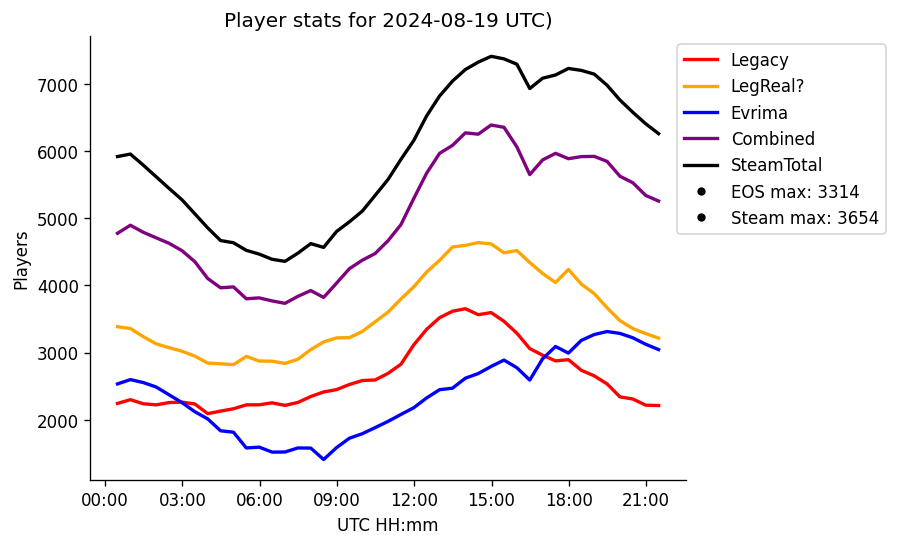 Player stats for 2024-08-19 UTC)
Players
7000
6000
5000
4000
3000
2000
00:00 03:00 06:00 09:00 12:00 15:00 18:00 21:00
UTC HH:mm
Legacy
LegReal?
Evrima
Combined
SteamTotal
EOS max: 3314
Steam max: 3654